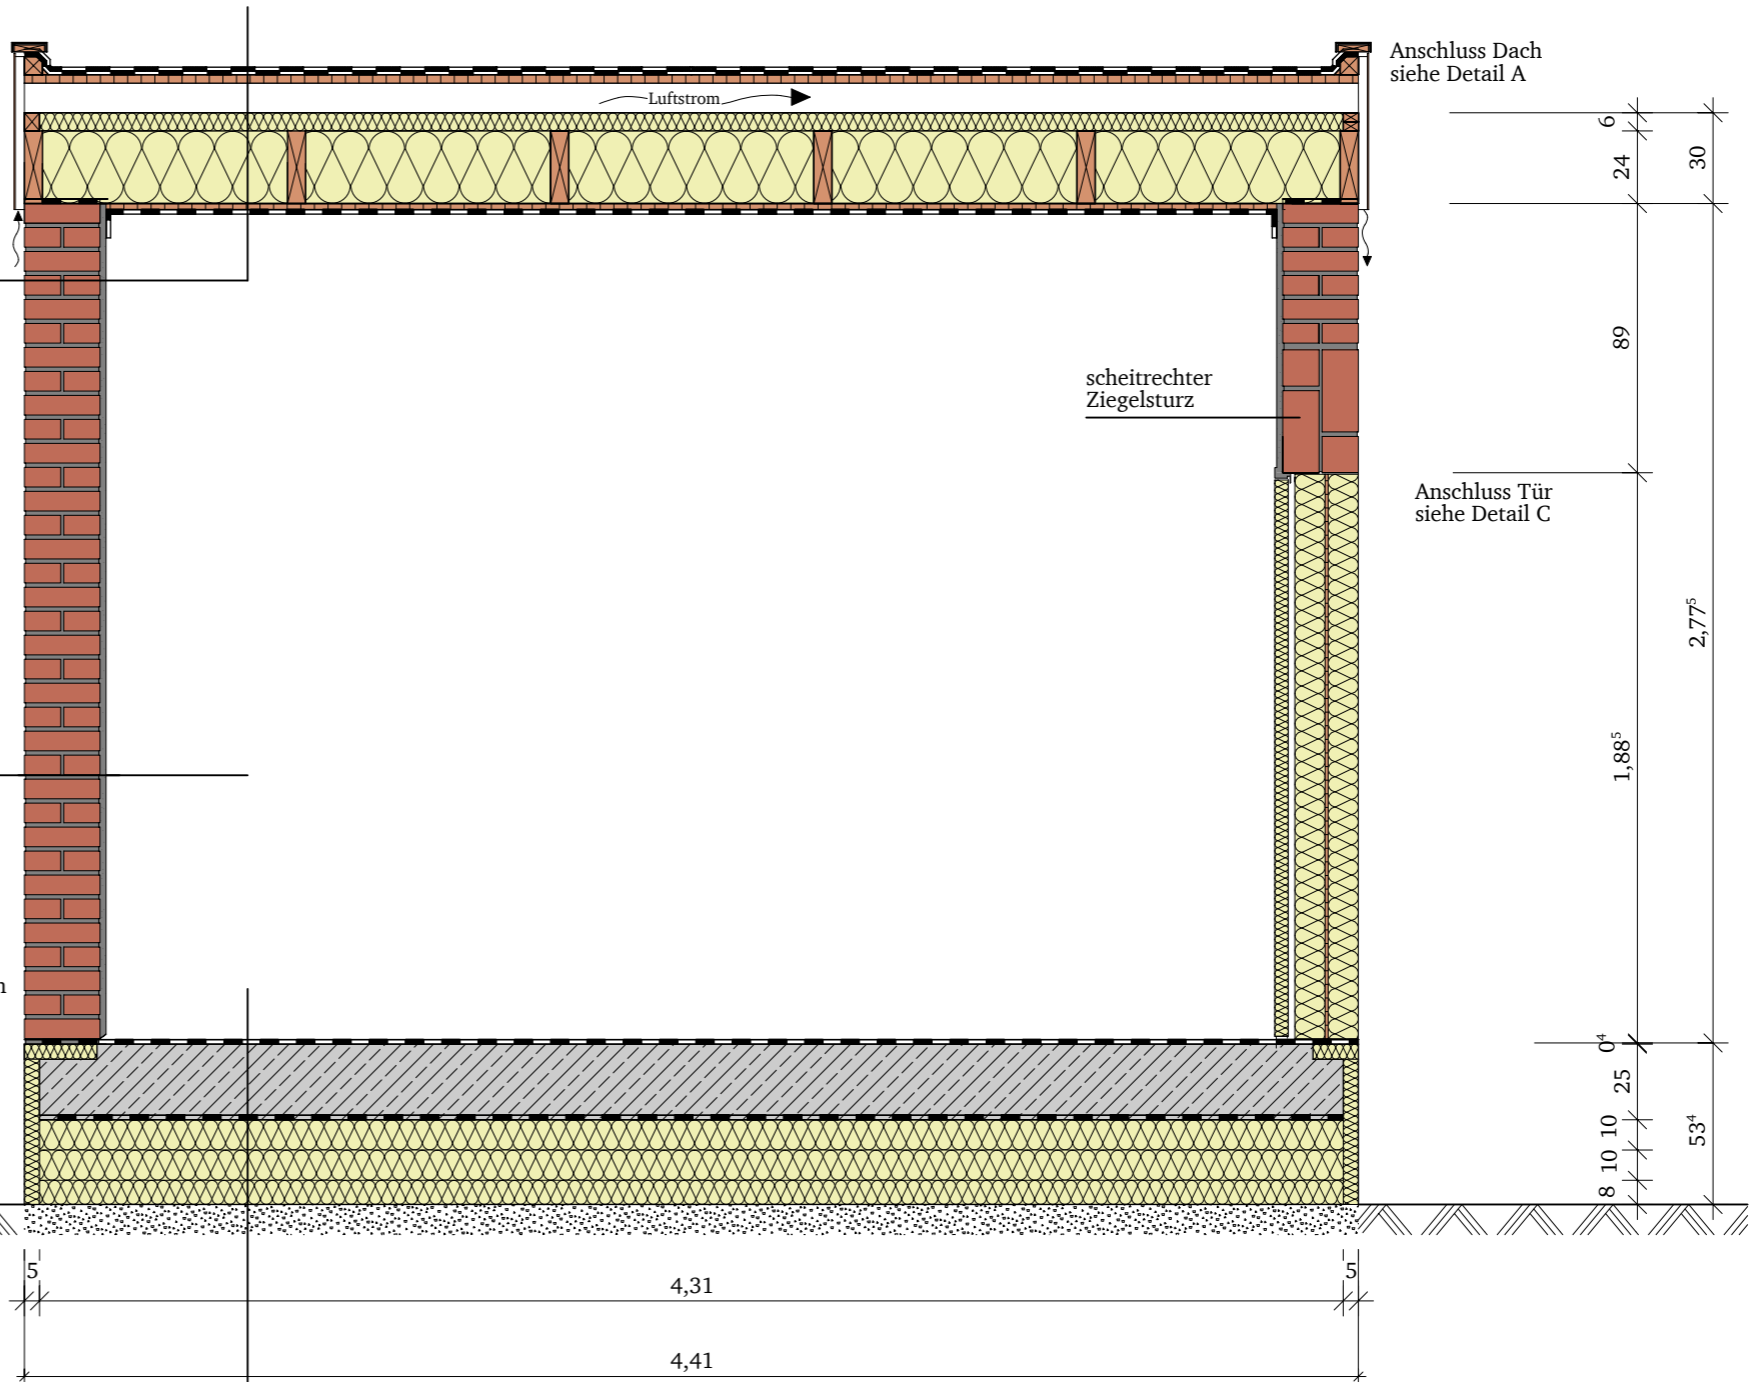 Anschluss Dach
siehe Detail A
Luftstrom
6
24
30
89
scheitrechter
Ziegelsturz
Anschluss Tür
siehe Detail C
2,77⁵
1,88⁵
n
0⁴
25
10
10
8
53⁴
5
4,31
5
4,41